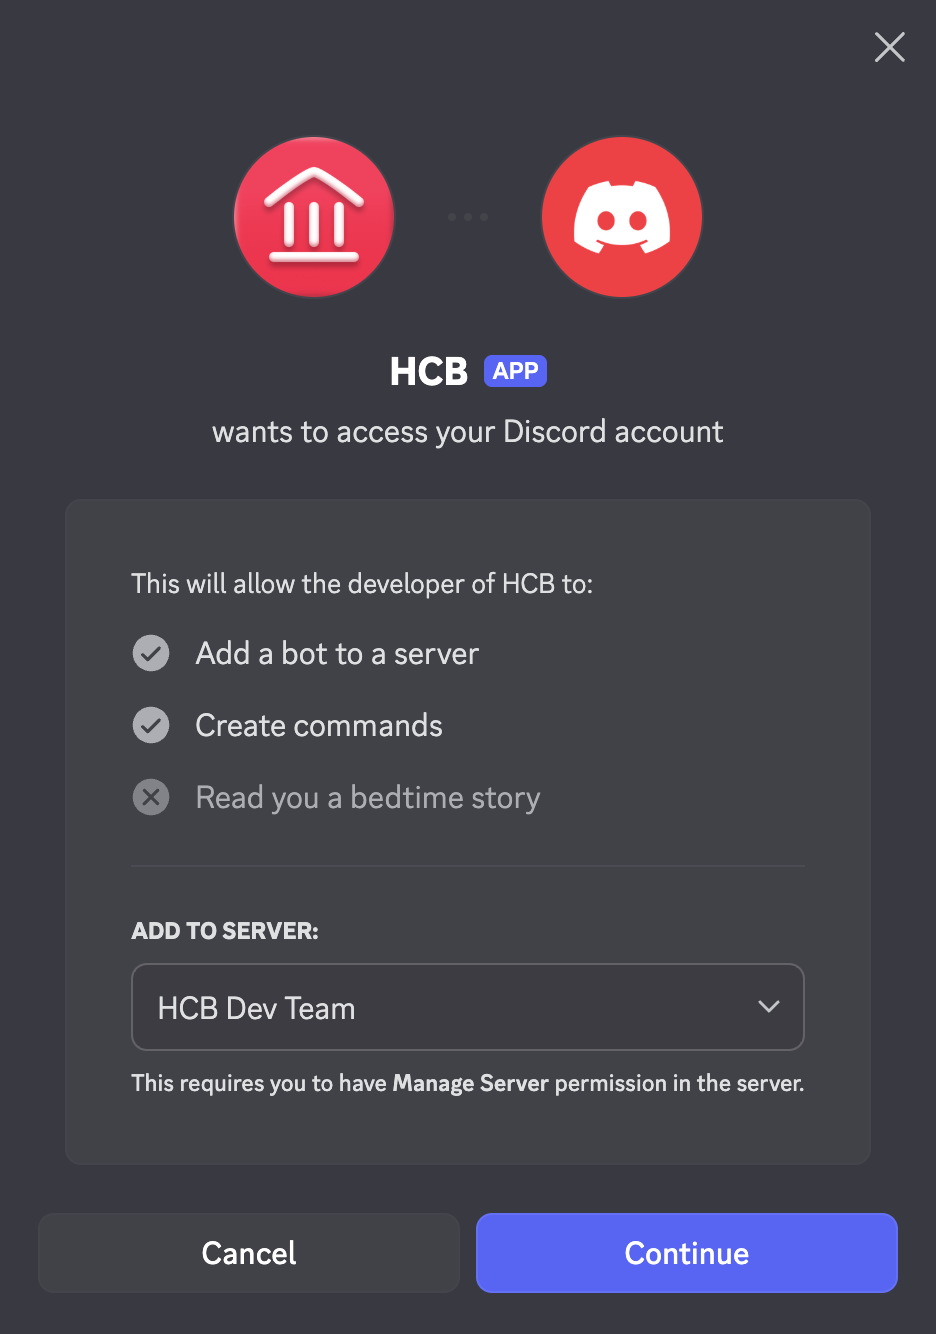 HCB APP
wants to access your Discord account
This will allow the developer of HCB to:
Add a bot to a server
Create commands
Read you a bedtime story
ADD TO SERVER:
HCB Dev Team
This requires you to have Manage Server permission in the server.
Cancel
Continue